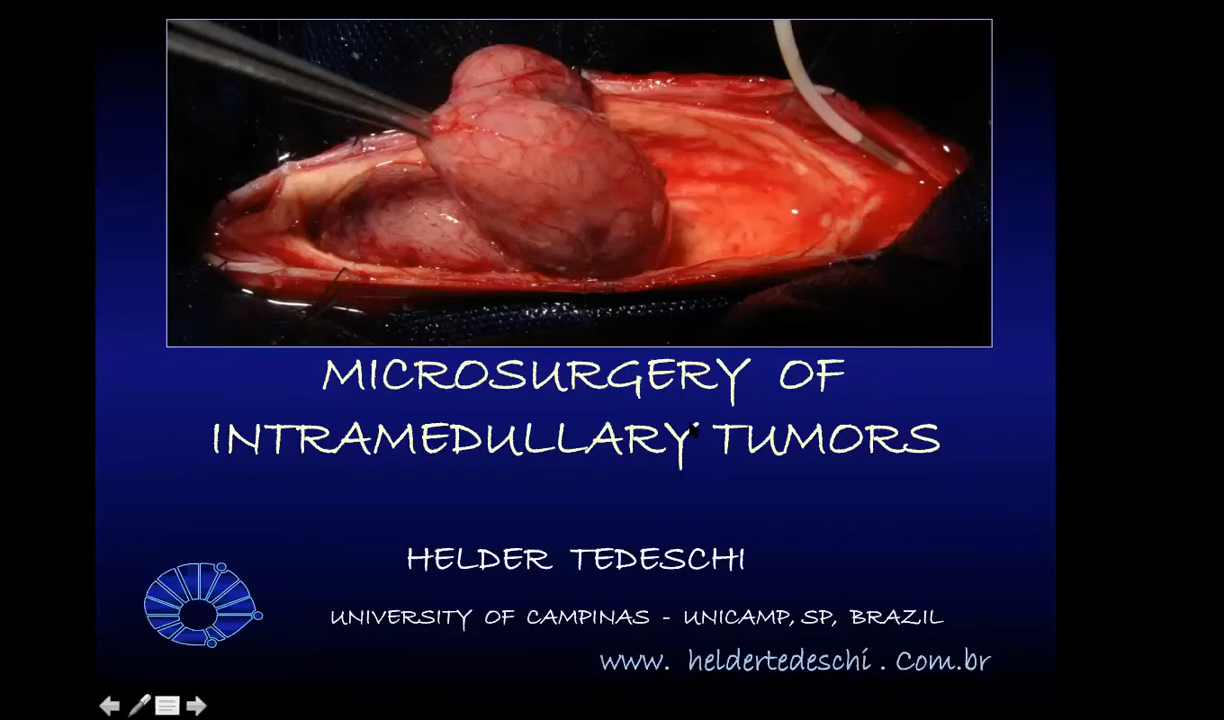 MICROSURGERY OF
INTRAMEDULLARY TUMORS
HELDER TEDESCHI
UNIVERSITY OF CAMPINAS - UNICAMP, SP, BRAZIL
www. heldertedeschi . Com.br